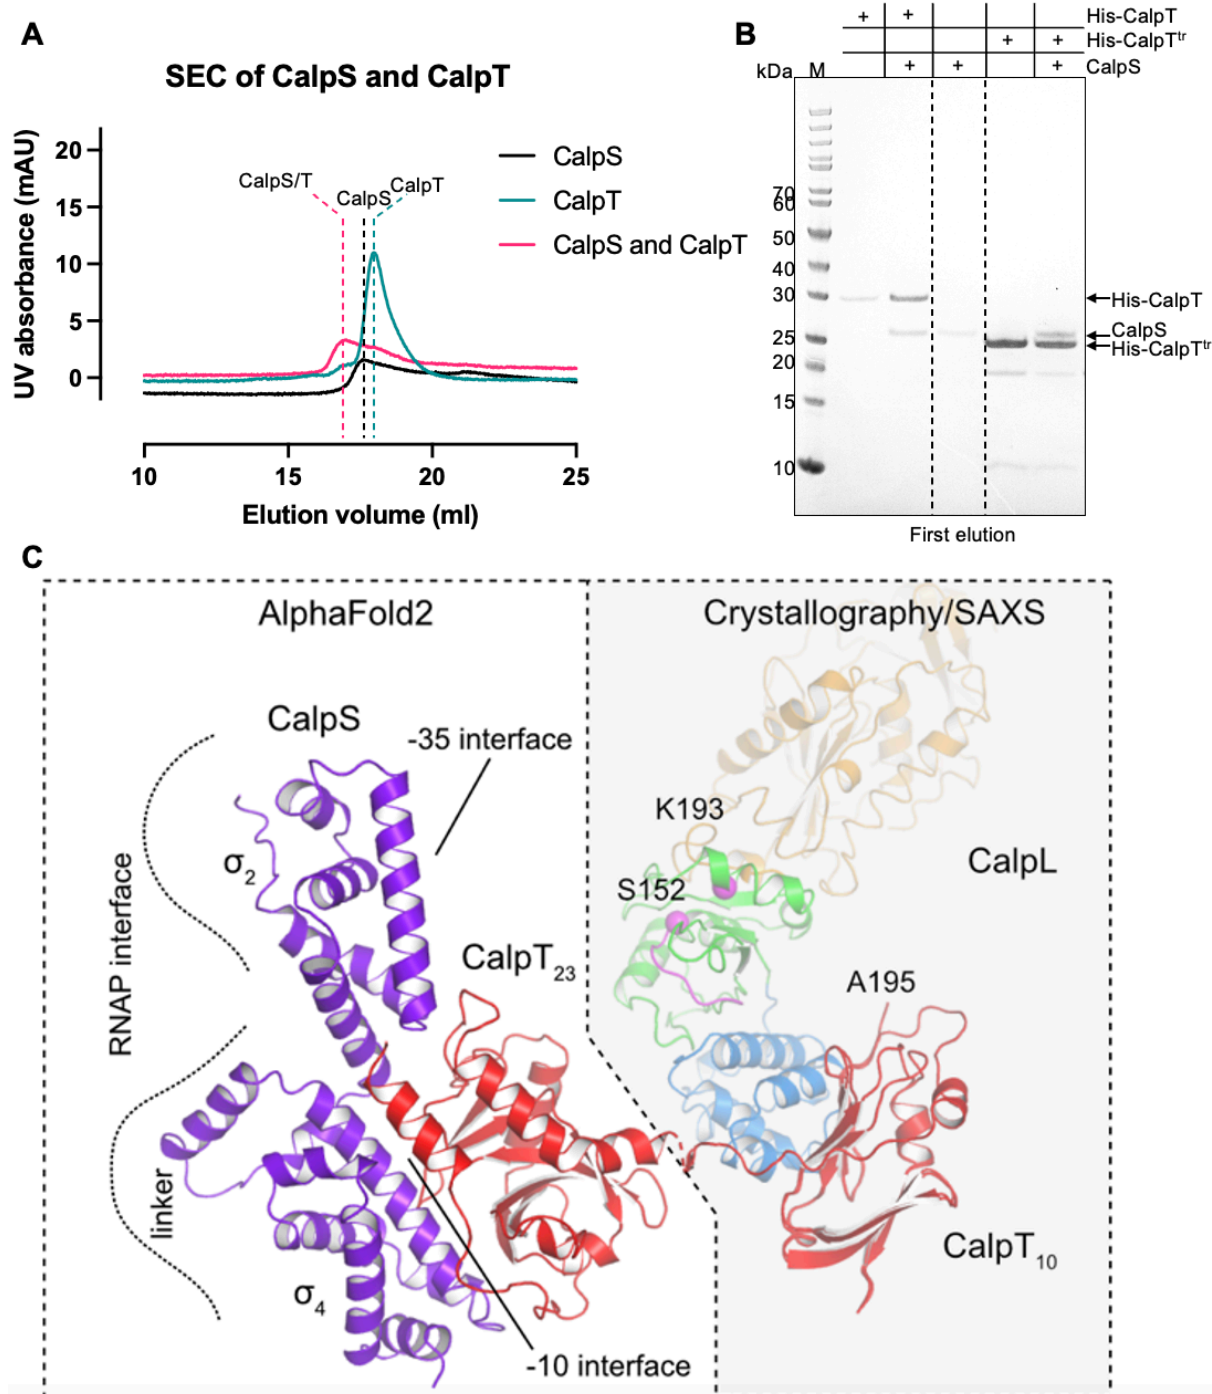 A
SEC of CalpS and CalpT
UV absorbance (mAU)
20
15
10
5
0
CalpS/T
CalpS
CalpT
CalpS
CalpT
CalpS and CalpT
10
15
20
25
Elution volume (ml)
B
+ + His-CalpT
+ + His-CalpTtr
+ + + CalpS
kDa M
70
60
50
40
30
25
20
15
10
His-CalpT
CalpS
His-CalpTtr
First elution
C
AlphaFold2
Crystallography/SAXS
CalpS
-35 interface
K193
CalpL
σ2
S152
RNAP interface
CalpT23
A195
linker
CalpT10
σ4
-10 interface